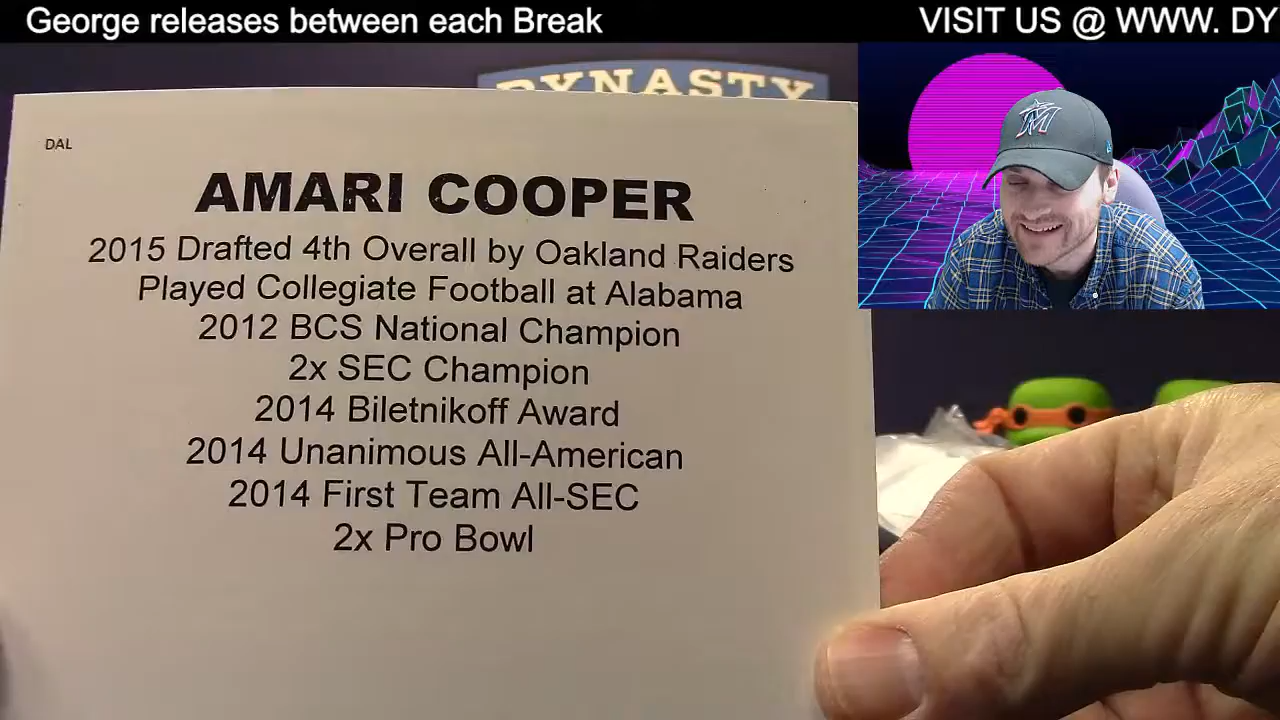 George releases between each Break
VISIT US @ WWW. DY
DYNASTY
DAL
AMARI COOPER
2015 Drafted 4th Overall by Oakland Raiders
Played Collegiate Football at Alabama
2012 BCS National Champion
2x SEC Champion
2014 Biletnikoff Award
2014 Unanimous All-American
2014 First Team All-SEC
2x Pro Bowl